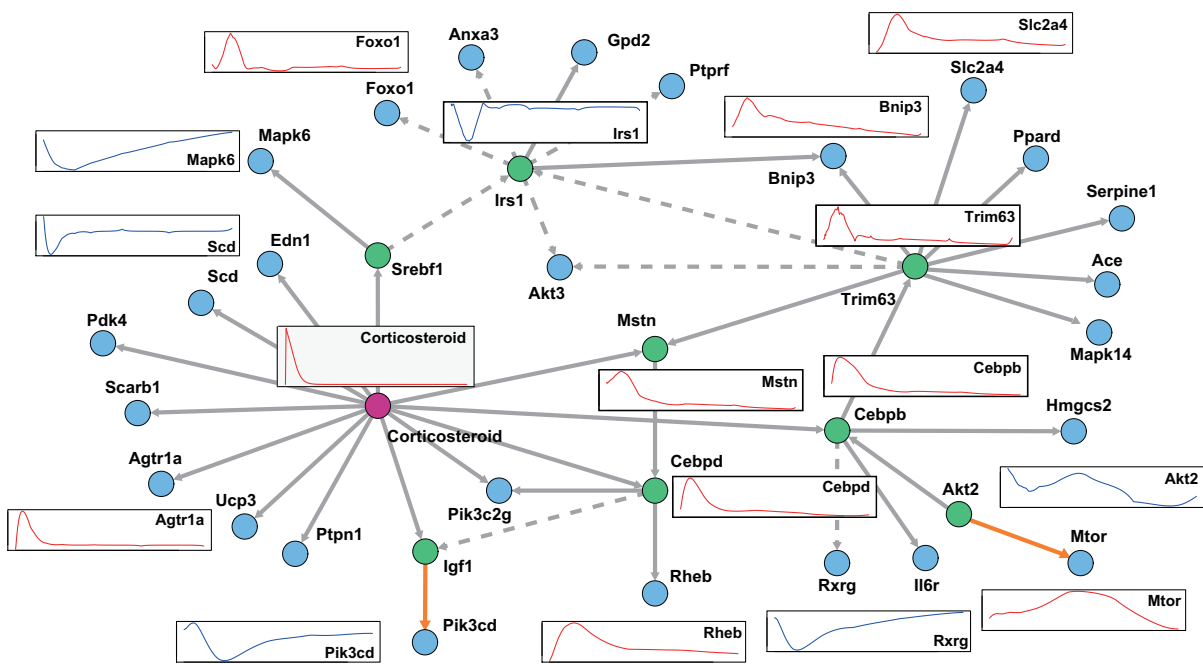 Slc2a4
Anxa3
Gpd2
Foxo1
Slc2a4
Ptprf
Foxo1
Bnip3
Mapk6
Irs1
Ppard
Mapk6
Bnip3
Serpine1
Irs1
Trim63
Edn1
Scd
Srebf1
Ace
Scd
Akt3
Trim63
Pdk4
Mstn
Corticosteroid
Mapk14
Cebpb
Scarb1
Mstn
Hmgcs2
Cebpb
Corticosteroid
Agtr1a
Cebpd
Akt2
Akt2
Cebpd
Ucp3
Pik3c2g
Agtr1a
Ptpn1
Mtor
Igf1
Rheb
Rxrg
Il6r
Mtor
Pik3cd
Rheb
Rxrg
Pik3cd